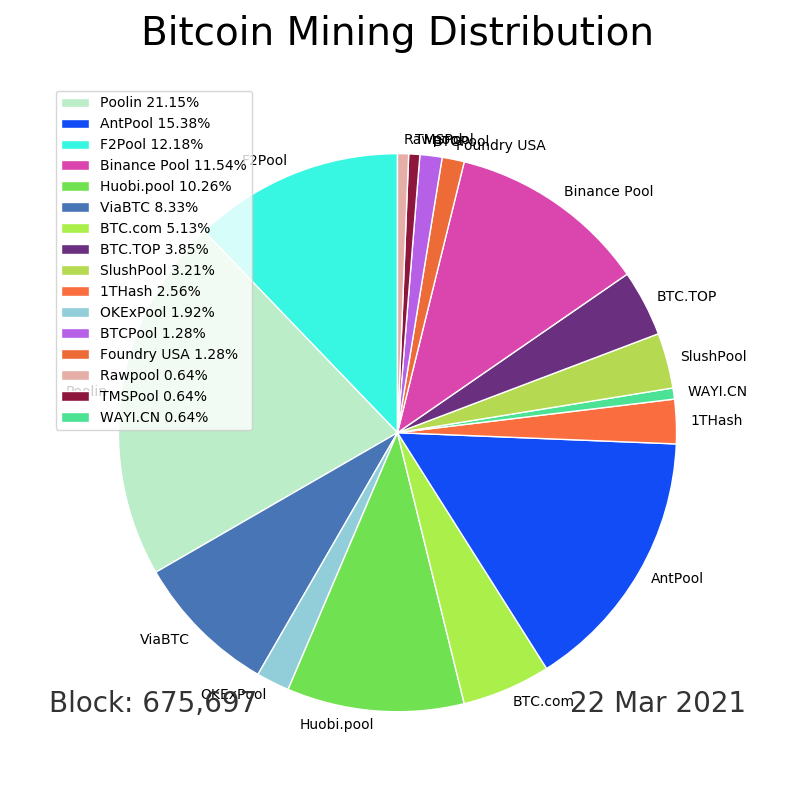 Bitcoin Mining Distribution
Poolin 21.15%
AntPool 15.38%
F2Pool 12.18%
Binance Pool 11.54%
Huobi.pool 10.26%
ViaBTC 8.33%
BTC.com 5.13%
BTC.TOP 3.85%
SlushPool 3.21%
1THash 2.56%
OKExPool 1.92%
BTCPool 1.28%
Foundry USA 1.28%
Rawpool 0.64%
TMSPool 0.64%
WAYI.CN 0.64%
Rawpool
TMSPool
BTCPool
Foundry USA
F2Pool
Binance Pool
BTC.TOP
SlushPool
WAYI.CN
Poolin
1THash
AntPool
ViaBTC
OKExPool
BTC.com
Huobi.pool
Block: 675,697
22 Mar 2021